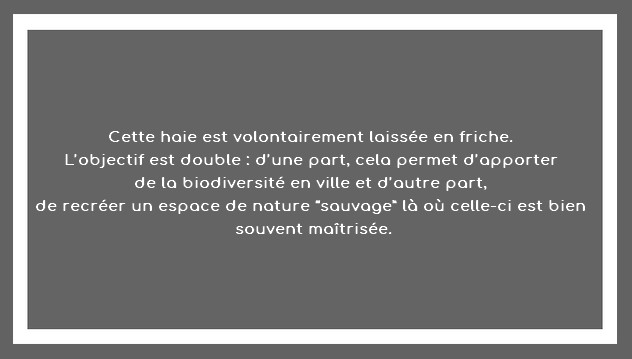 Cette haie est volontairement laissée en friche.
L'objectif est double : d'une part, cela permet d'apporter
de la biodiversité en ville et d'autre part,
de recréer un espace de nature "sauvage" là où celle-ci est bien
souvent maîtrisée.